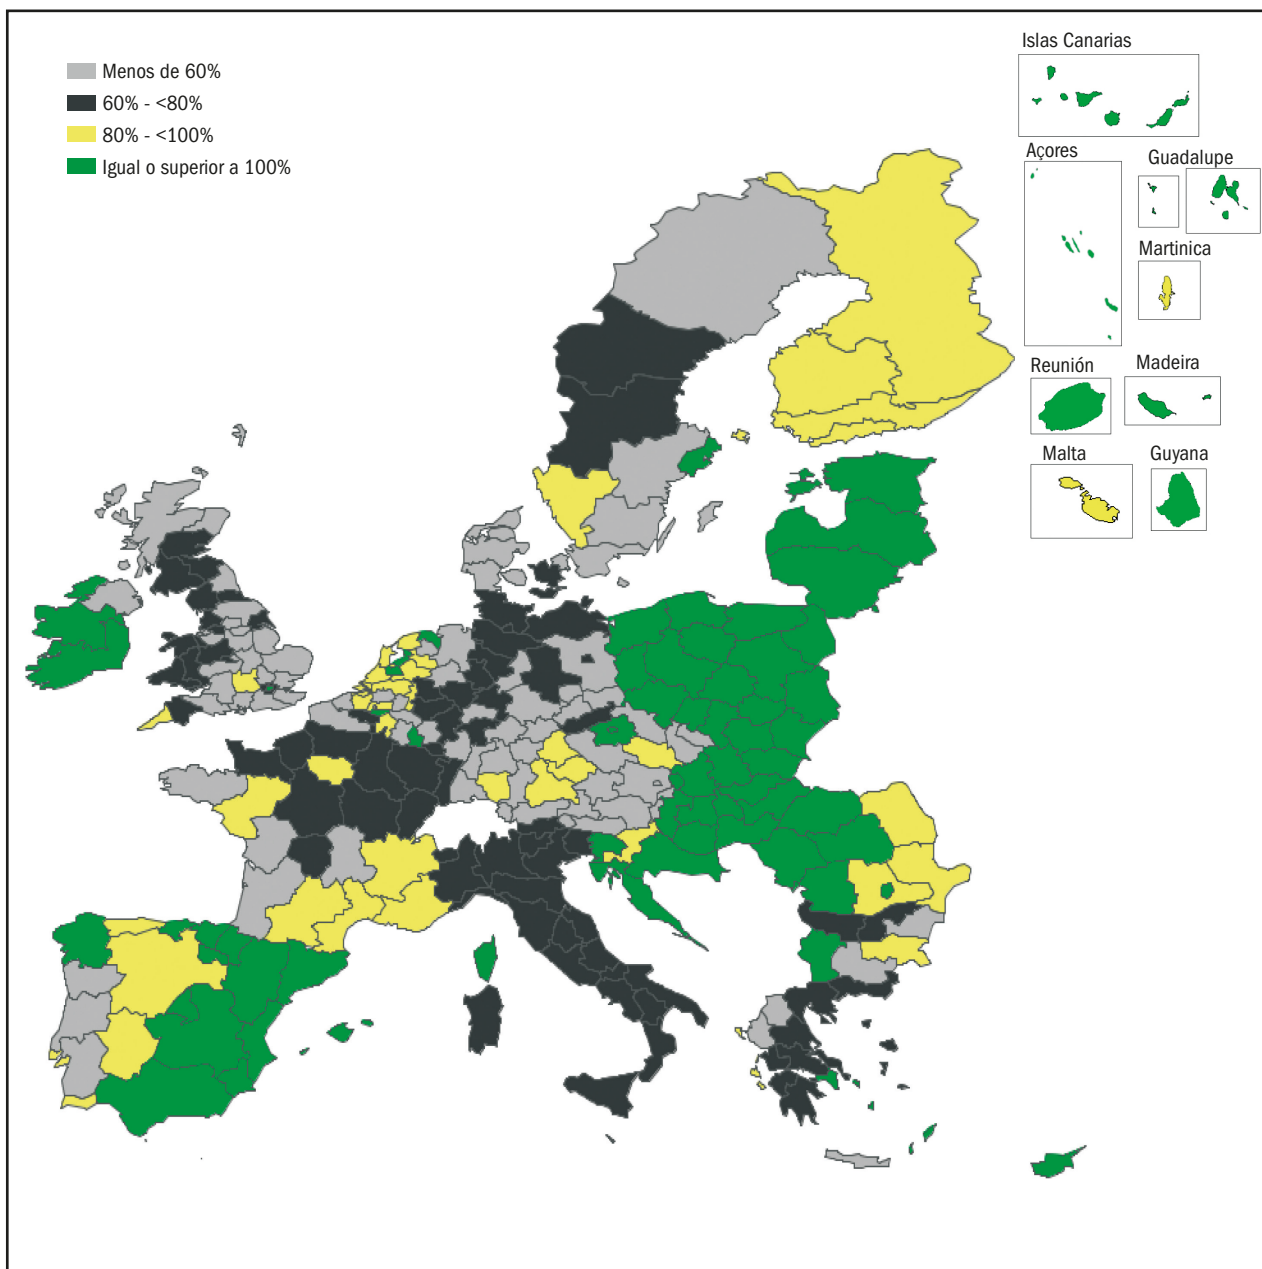 Menos de 60%
60% - <80%
80% - <100%
Igual o superior a 100%
Islas Canarias
Açores
Guadalupe
Martinica
Reunión
Madeira
Malta
Guyana